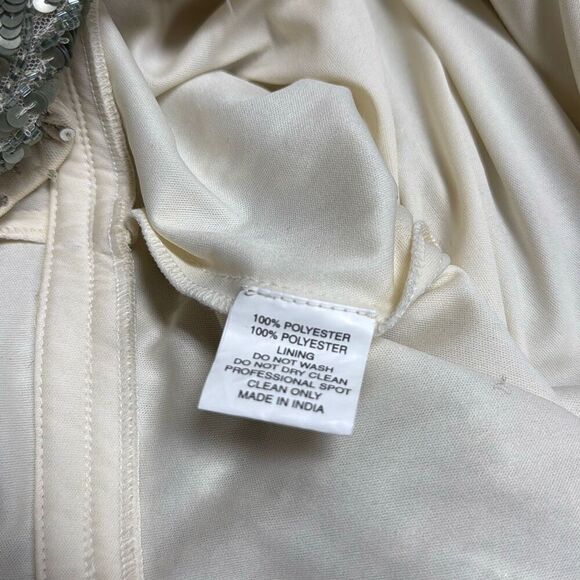 100% POLYESTER
100% POLYESTER
LINING
DO NOT WASH
DO NOT DRY CLEAN
PROFESSIONAL SPOT
CLEAN ONLY
MADE IN INDIA